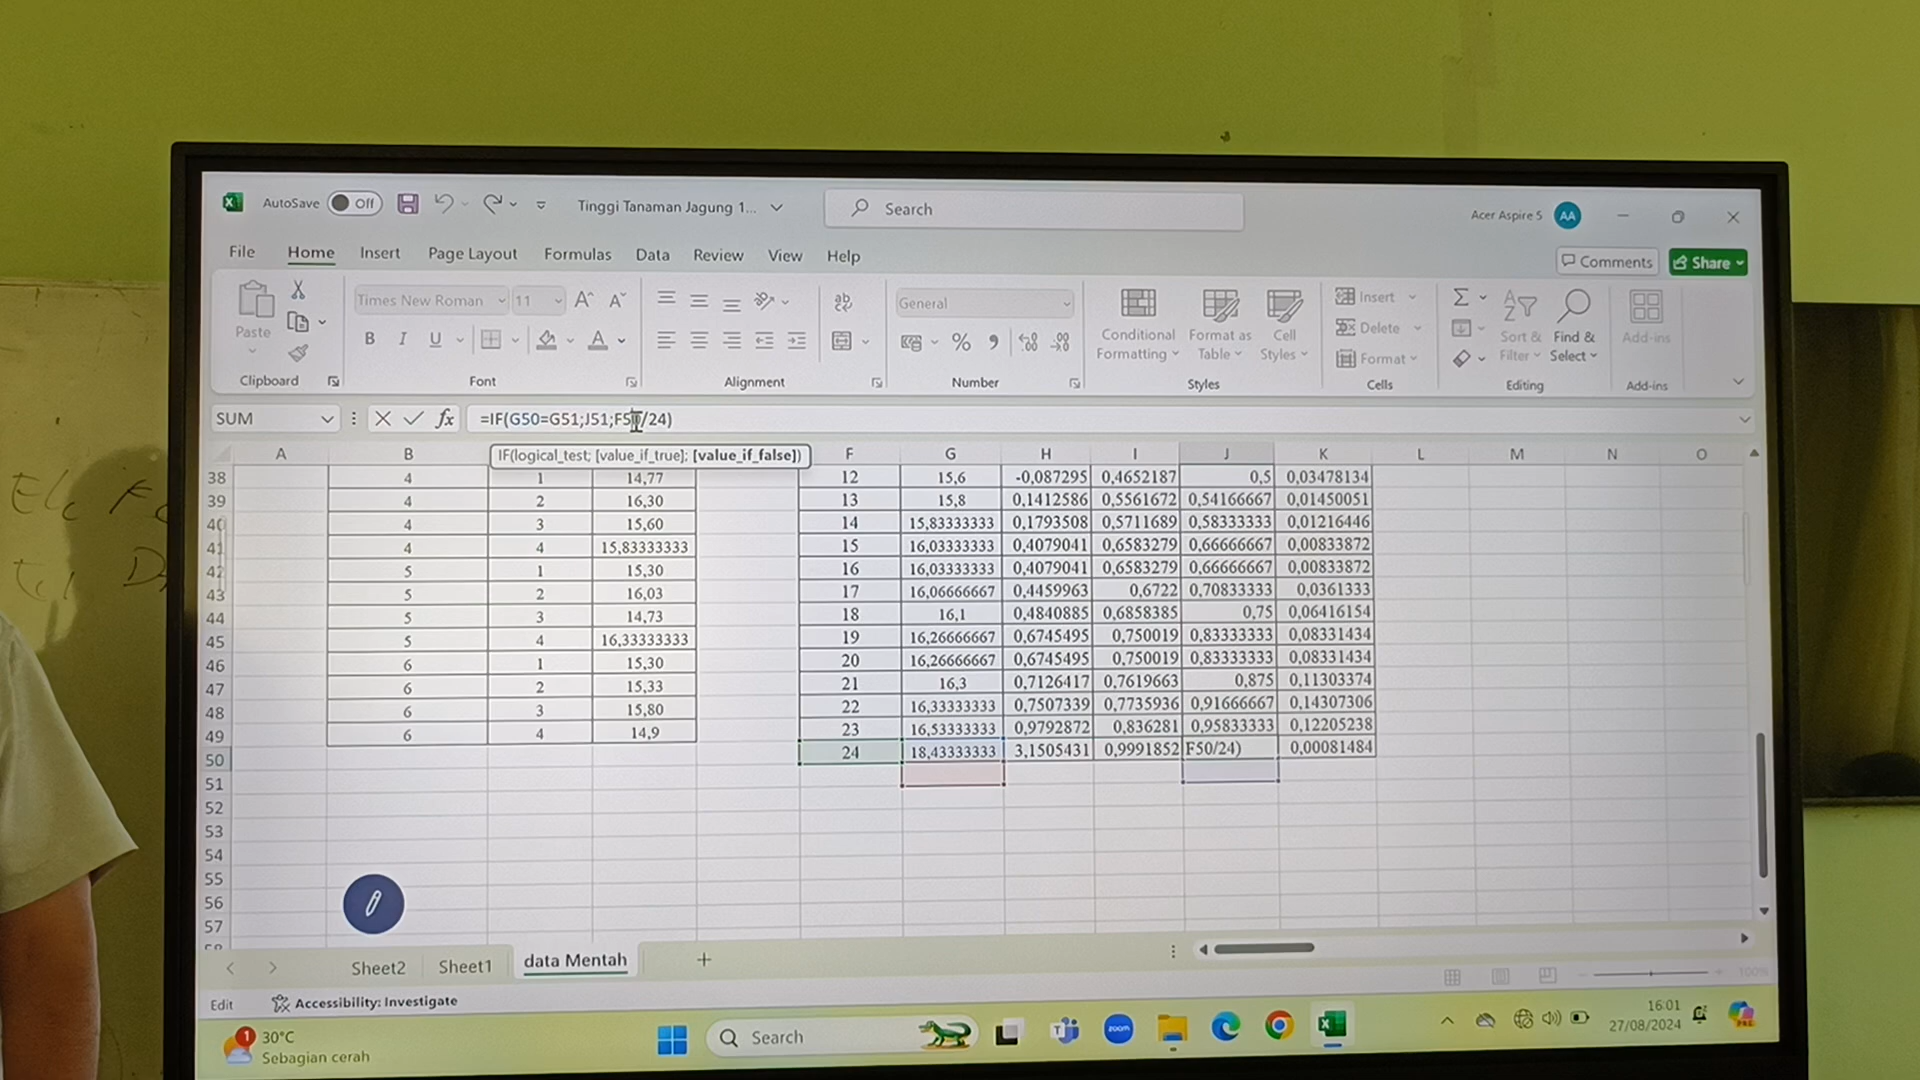 AutoSave Off Tinggi Tanaman Jagung 1... Search Acer Aspire 5 AA
File Home Insert Page Layout Formulas Data Review View Help Comments Share
Times New Roman 11 General Insert
Paste B I U Conditional Format as Cell Delete Sort & Find & Add-ins
Formatting Table Styles Format Filter Select
Clipboard Font Alignment Number Styles Cells Editing Add-ins
SUM fx =IF(G50=G51;J51;F50/24)
IF(logical_test; [value_if_true]; [value_if_false])
A B F G H I J K L M N O
38 4 1 14,77 12 15,6 -0,087295 0,4652187 0,5 0,03478134
39 4 2 16,30 13 15,8 0,1412586 0,5561672 0,54166667 0,01450051
40 4 3 15,60 14 15,83333333 0,1793508 0,5711689 0,58333333 0,01216446
41 4 4 15,83333333 15 16,03333333 0,4079041 0,6583279 0,66666667 0,00833872
42 5 1 15,30 16 16,03333333 0,4079041 0,6583279 0,66666667 0,00833872
43 5 2 16,03 17 16,06666667 0,4459963 0,6722 0,70833333 0,0361333
44 5 3 14,73 18 16,1 0,4840885 0,6858385 0,75 0,06416154
45 5 4 16,33333333 19 16,26666667 0,6745495 0,750019 0,83333333 0,08331434
46 6 1 15,30 20 16,26666667 0,6745495 0,750019 0,83333333 0,08331434
47 6 2 15,33 21 16,3 0,7126417 0,7619663 0,875 0,11303374
48 6 3 15,80 22 16,33333333 0,7507339 0,7735936 0,91666667 0,14307306
49 6 4 14,9 23 16,53333333 0,9792872 0,836281 0,95833333 0,12205238
50 24 18,43333333 3,1505431 0,9991852 F50/24) 0,00081484
51
52
53
54
55
56
57
Sheet2 Sheet1 data Mentah
Edit Accessibility: Investigate 100%
1 30°C Search zoom 16:01
Sebagian cerah 27/08/2024